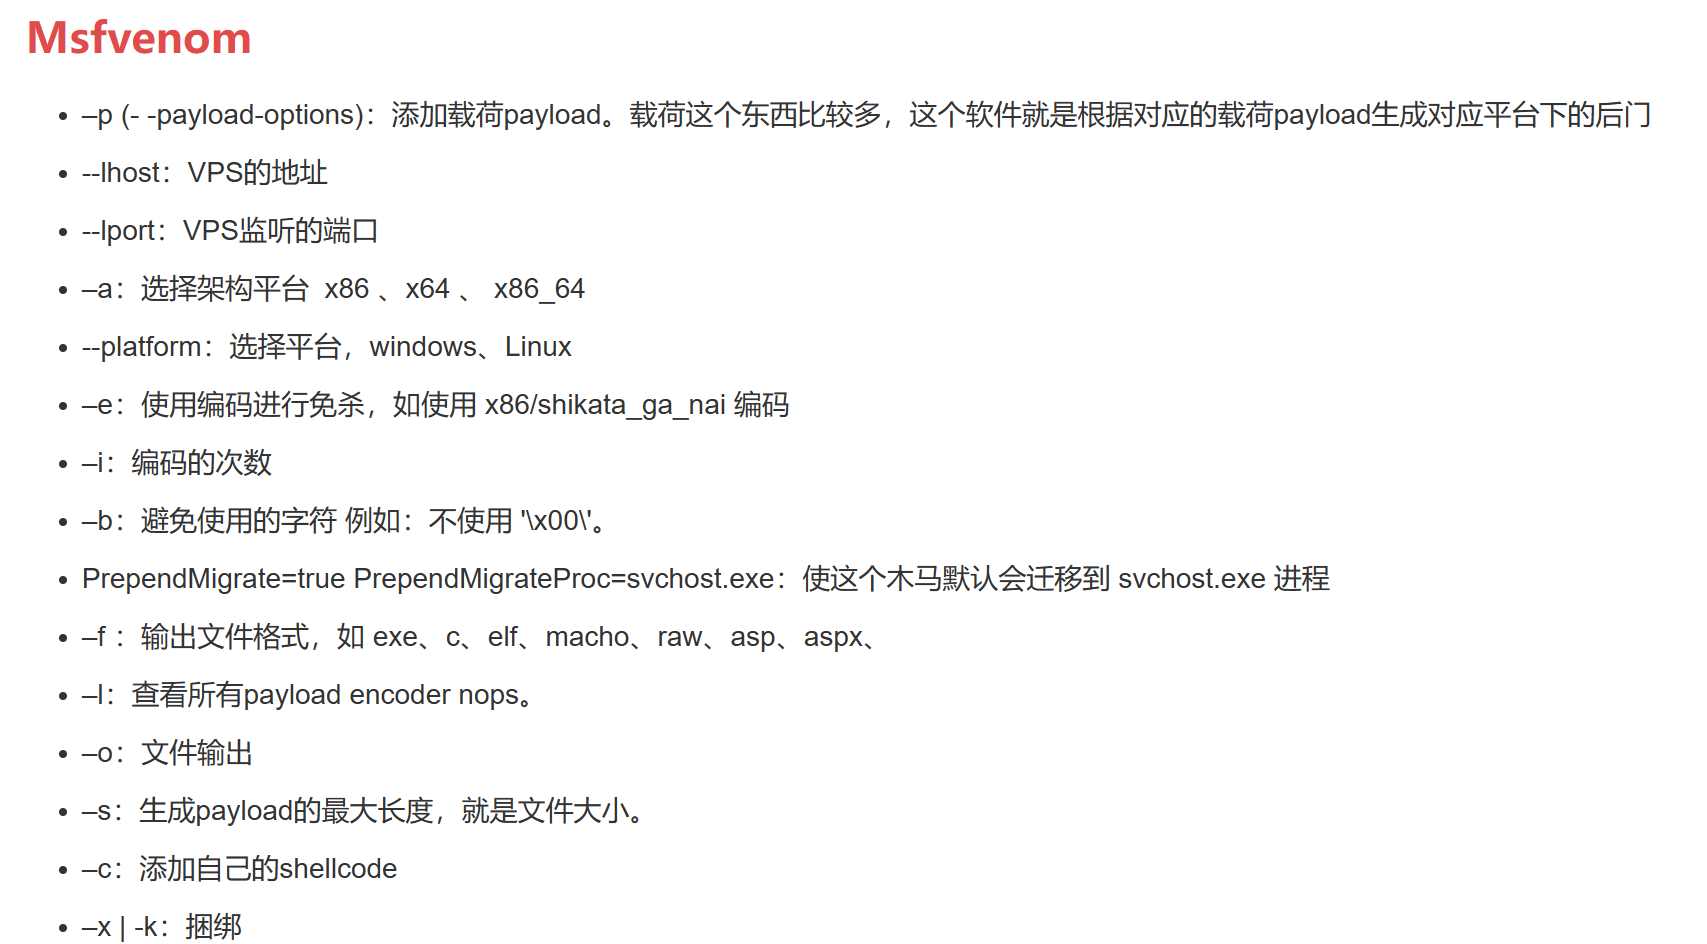 Msfvenom
–p (- -payload-options)：添加载荷payload。载荷这个东西比较多，这个软件就是根据对应的载荷payload生成对应平台下的后门
--lhost：VPS的地址
--lport：VPS监听的端口
–a：选择架构平台  x86 、x64 、 x86_64
--platform：选择平台，windows、Linux
–e：使用编码进行免杀，如使用 x86/shikata_ga_nai 编码
–i：编码的次数
–b：避免使用的字符 例如：不使用 '\x00\'。
PrependMigrate=true PrependMigrateProc=svchost.exe：使这个木马默认会迁移到 svchost.exe 进程
–f ：输出文件格式，如 exe、c、elf、macho、raw、asp、aspx、
–l：查看所有payload encoder nops。
–o：文件输出
–s：生成payload的最大长度，就是文件大小。
–c：添加自己的shellcode
–x | -k：捆绑